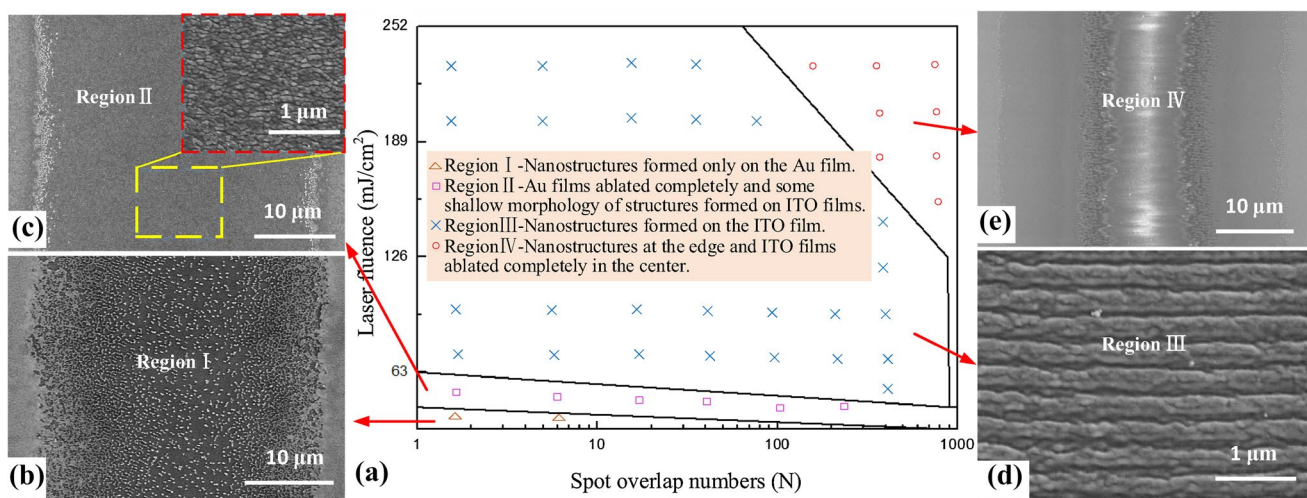 Region Ⅱ
1 μm
10 μm
(c)
Region Ⅰ
10 μm
(b)
252
189
126
63
Laser fluence (mJ/cm²)
Region Ⅰ-Nanostructures formed only on the Au film.
Region Ⅱ-Au films ablated completely and some
shallow morphology of structures formed on ITO films.
RegionⅢ-Nanostructures formed on the ITO film.
RegionⅣ-Nanostructures at the edge and ITO films
ablated completely in the center.
1
10
100
1000
Spot overlap numbers (N)
(a)
Region Ⅳ
10 μm
(e)
Region Ⅲ
1 μm
(d)